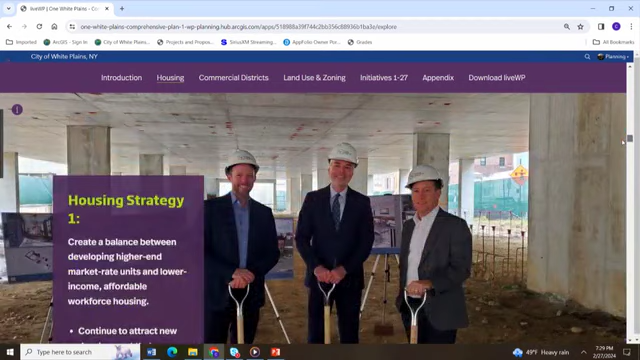 liveWP | One White Plains Comp
one-white-plains-comprehensive-plan-1-wp-planning.hub.arcgis.com/apps/518988a39f744c2bb356c88936b1ba3e/explore
Imported
ArcGIS - Sign In
City of White Plains,
Projects and Propos
SiriusXM Streaming
AppFolio Owner Por
Grades
All Bookmarks
City of White Plains, NY
Planning
Introduction
Housing
Commercial Districts
Land Use & Zoning
Initiatives 1-27
Appendix
Download liveWP
Housing Strategy
1:
Create a balance between
developing higher-end
market-rate units and lower-
income, affordable
workforce housing.
• Continue to attract new
Type here to search
49°F Heavy rain
7:29 PM
2/27/2024